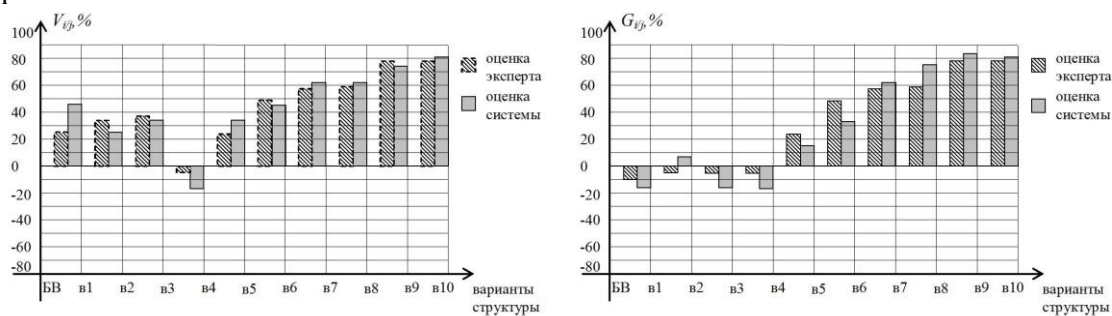 V_{i/j}, %
100
80
60
40
20
0
-20
-40
-60
-80
БВ в1 в2 в3 в4 в5 в6 в7 в8 в9 в10
варианты
структуры
оценка
эксперта
оценка
системы
G_{i/j}, %
100
80
60
40
20
0
-20
-40
-60
-80
БВ в1 в2 в3 в4 в5 в6 в7 в8 в9 в10
варианты
структуры
оценка
эксперта
оценка
системы